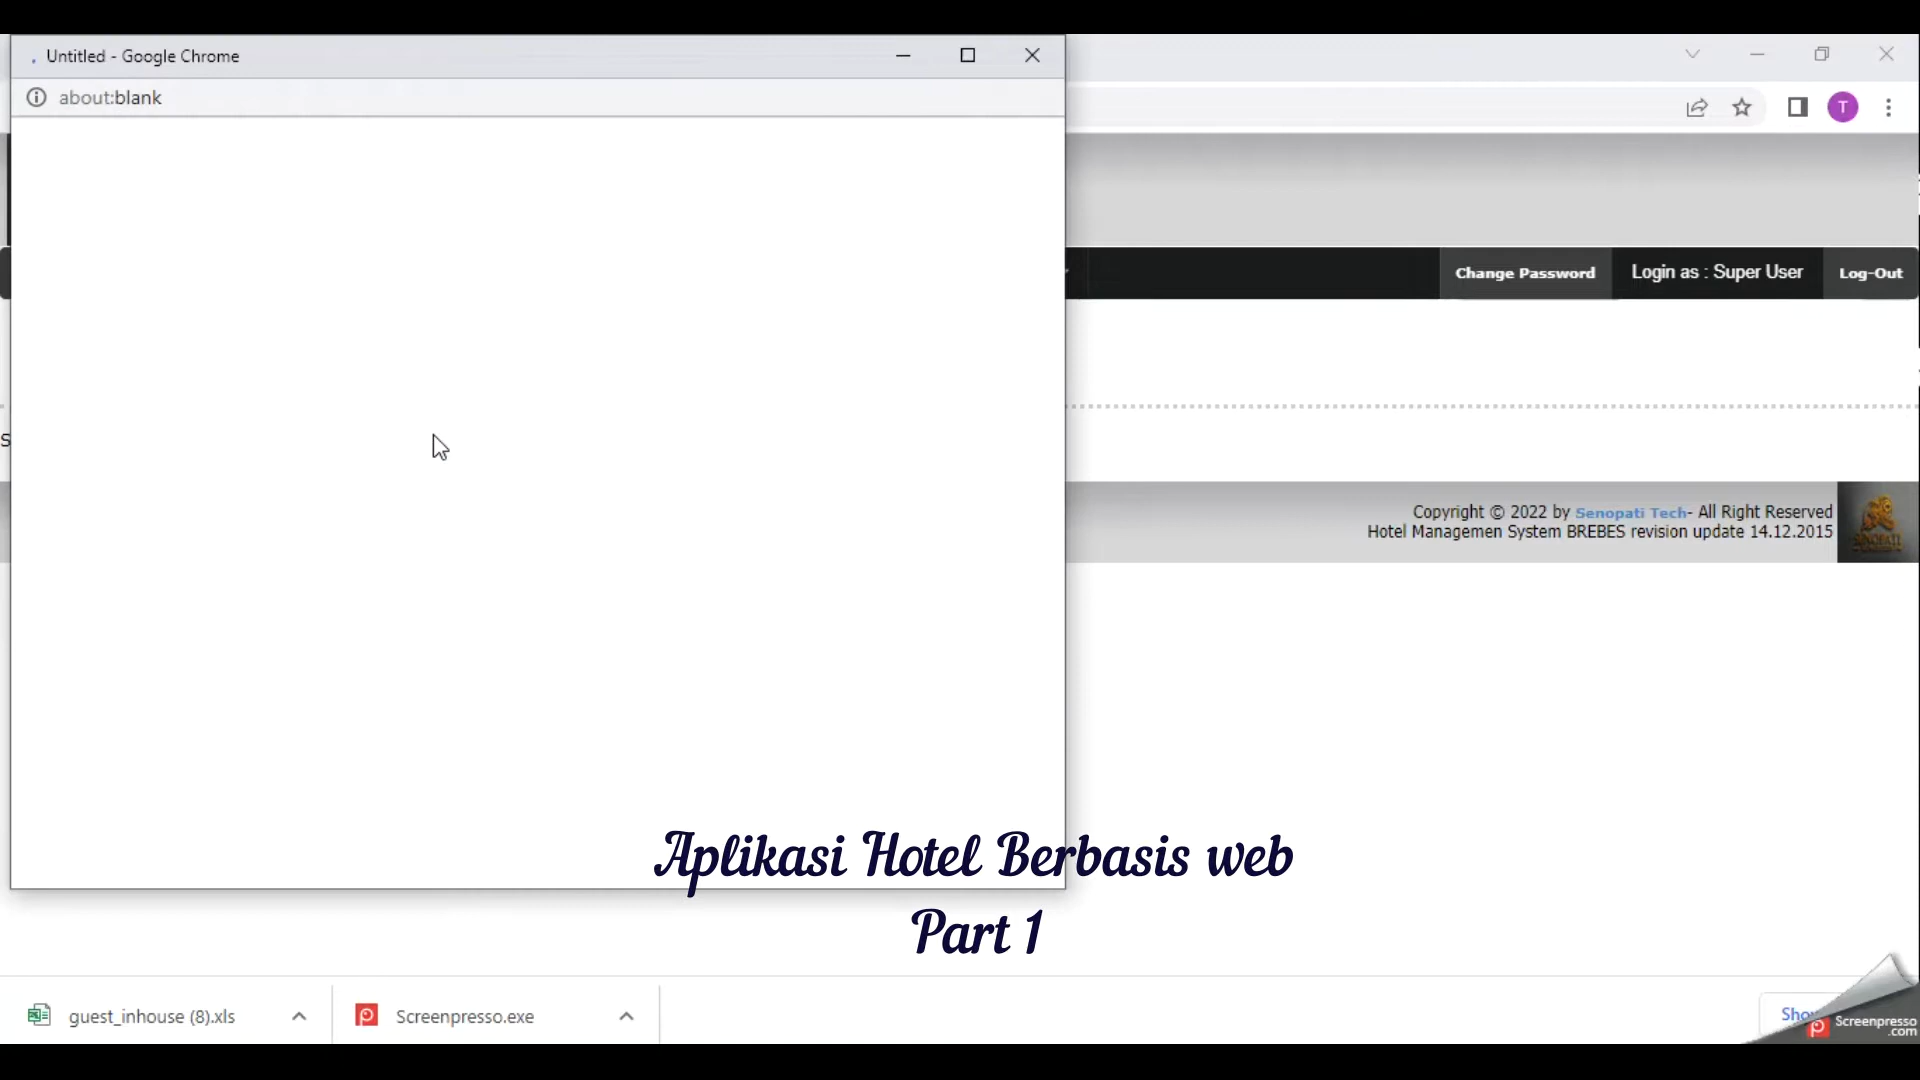 Untitled - Google Chrome
about:blank
T
Change Password
Login as : Super User
Log-Out
Copyright © 2022 by Senopati Tech- All Right Reserved
Hotel Managemen System BREBES revision update 14.12.2015
SENOPATI
Aplikasi Hotel Berbasis web
Part 1
guest_inhouse (8).xls
Screenpresso.exe
Screenpresso
.com